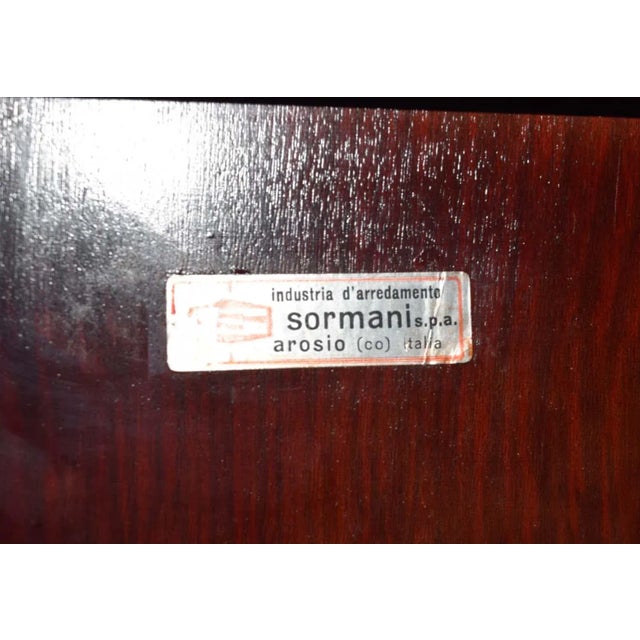 industria d'arredamento
sormani s.p.a.
arosio (co) italia